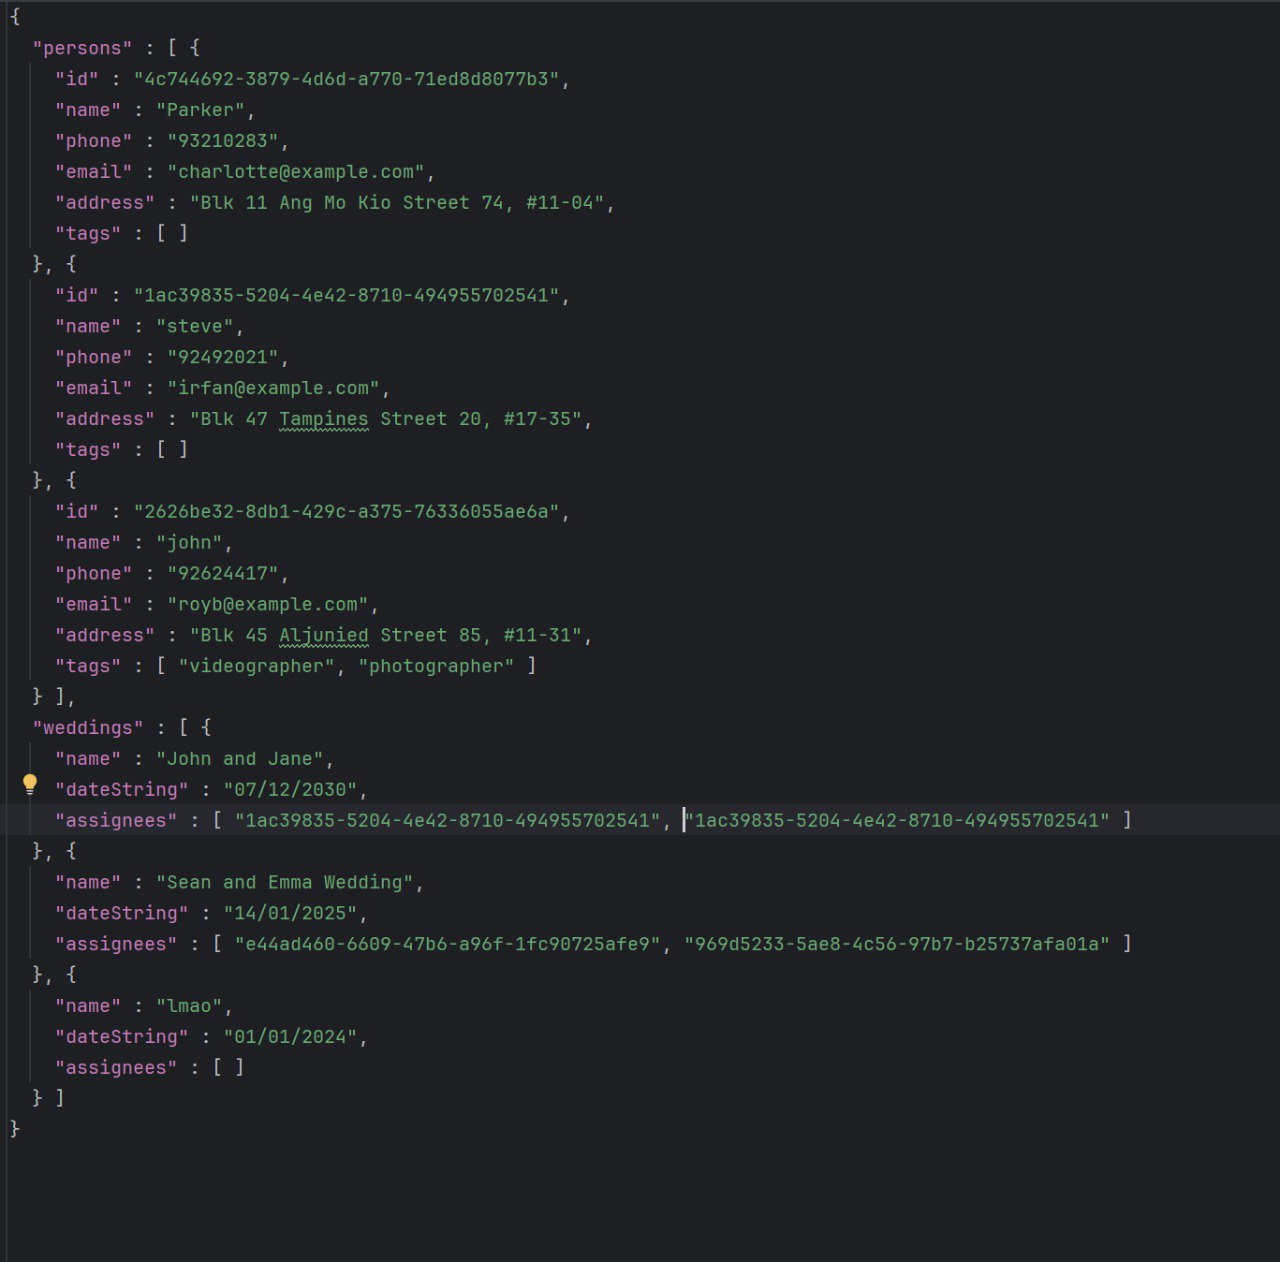 {
  "persons" : [ {
    "id" : "4c744692-3879-4d6d-a770-71ed8d8077b3",
    "name" : "Parker",
    "phone" : "93210283",
    "email" : "charlotte@example.com",
    "address" : "Blk 11 Ang Mo Kio Street 74, #11-04",
    "tags" : [ ]
  }, {
    "id" : "1ac39835-5204-4e42-8710-494955702541",
    "name" : "steve",
    "phone" : "92492021",
    "email" : "irfan@example.com",
    "address" : "Blk 47 Tampines Street 20, #17-35",
    "tags" : [ ]
  }, {
    "id" : "2626be32-8db1-429c-a375-76336055ae6a",
    "name" : "john",
    "phone" : "92624417",
    "email" : "royb@example.com",
    "address" : "Blk 45 Aljunied Street 85, #11-31",
    "tags" : [ "videographer", "photographer" ]
  } ],
  "weddings" : [ {
    "name" : "John and Jane",
    "dateString" : "07/12/2030",
    "assignees" : [ "1ac39835-5204-4e42-8710-494955702541", "1ac39835-5204-4e42-8710-494955702541" ]
  }, {
    "name" : "Sean and Emma Wedding",
    "dateString" : "14/01/2025",
    "assignees" : [ "e44ad460-6609-47b6-a96f-1fc90725afe9", "969d5233-5ae8-4c56-97b7-b25737afa01a" ]
  }, {
    "name" : "lmao",
    "dateString" : "01/01/2024",
    "assignees" : [ ]
  } ]
}